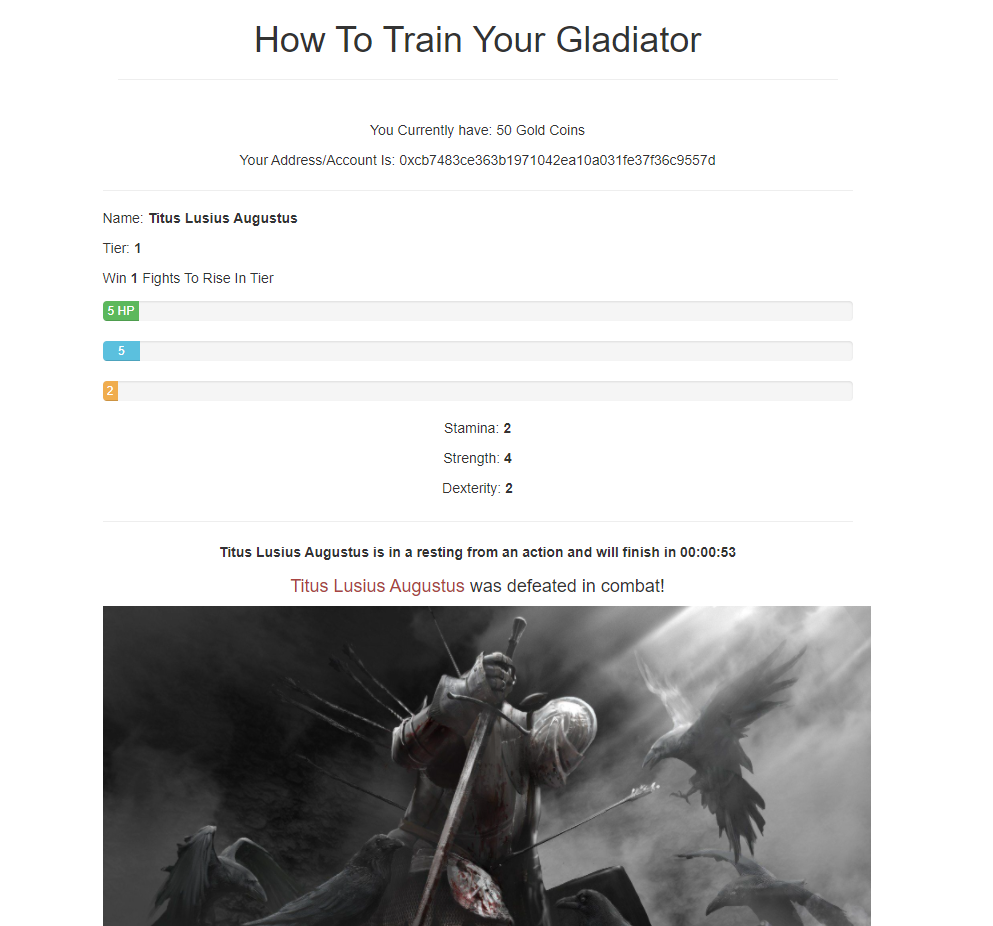 How To Train Your Gladiator
You Currently have: 50 Gold Coins
Your Address/Account Is: 0xcb7483ce363b1971042ea10a031fe37f36c9557d
Name: Titus Lusius Augustus
Tier: 1
Win 1 Fights To Rise In Tier
5 HP
5
2
Stamina: 2
Strength: 4
Dexterity: 2
Titus Lusius Augustus is in a resting from an action and will finish in 00:00:53
Titus Lusius Augustus was defeated in combat!